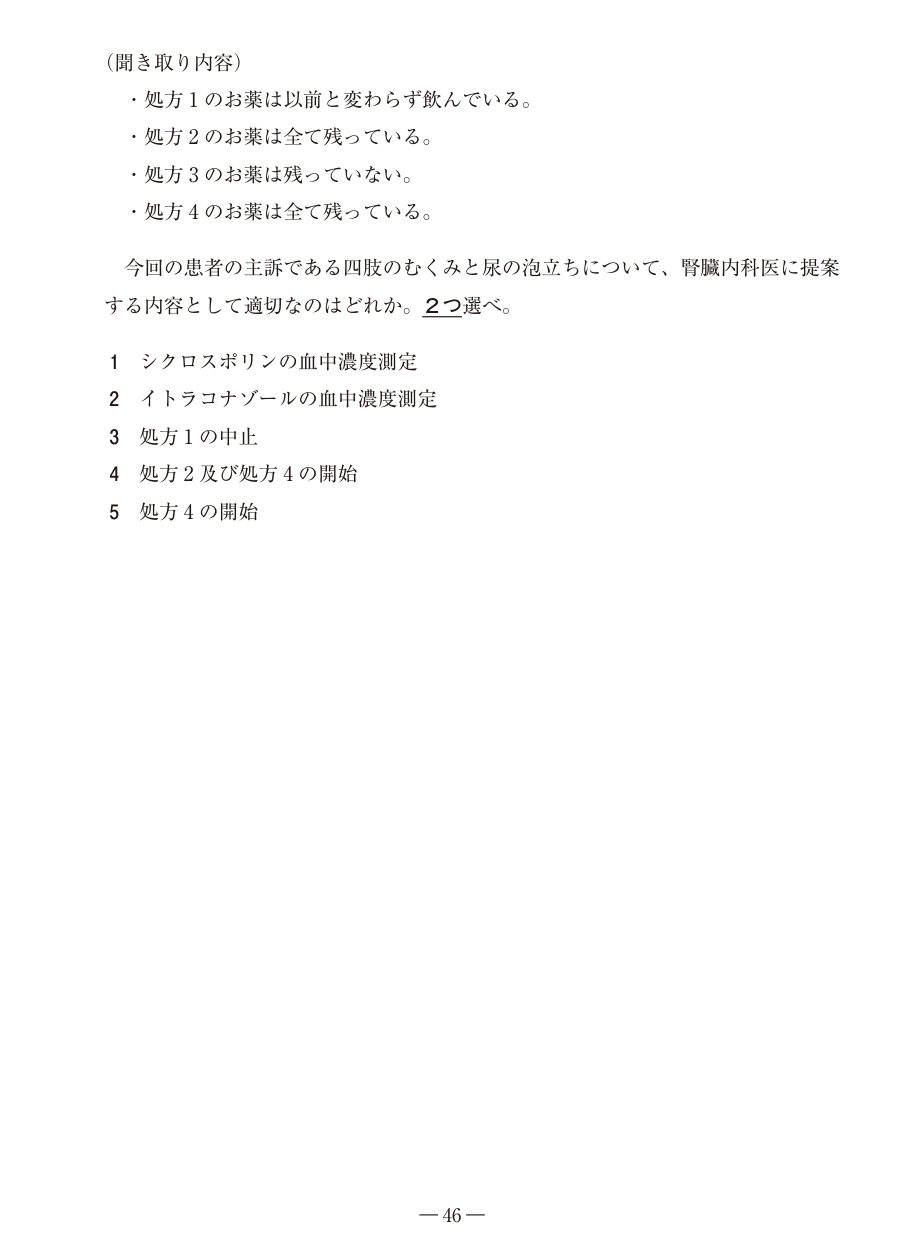 （聞き取り内容）
・処方１のお薬は以前と変わらず飲んでいる。
・処方２のお薬は全て残っている。
・処方３のお薬は残っていない。
・処方４のお薬は全て残っている。
今回の患者の主訴である四肢のむくみと尿の泡立ちについて、腎臓内科医に提案
する内容として適切なのはどれか。２つ選べ。
1　シクロスポリンの血中濃度測定
2　イトラコナゾールの血中濃度測定
3　処方１の中止
4　処方２及び処方４の開始
5　処方４の開始
― 46 ―